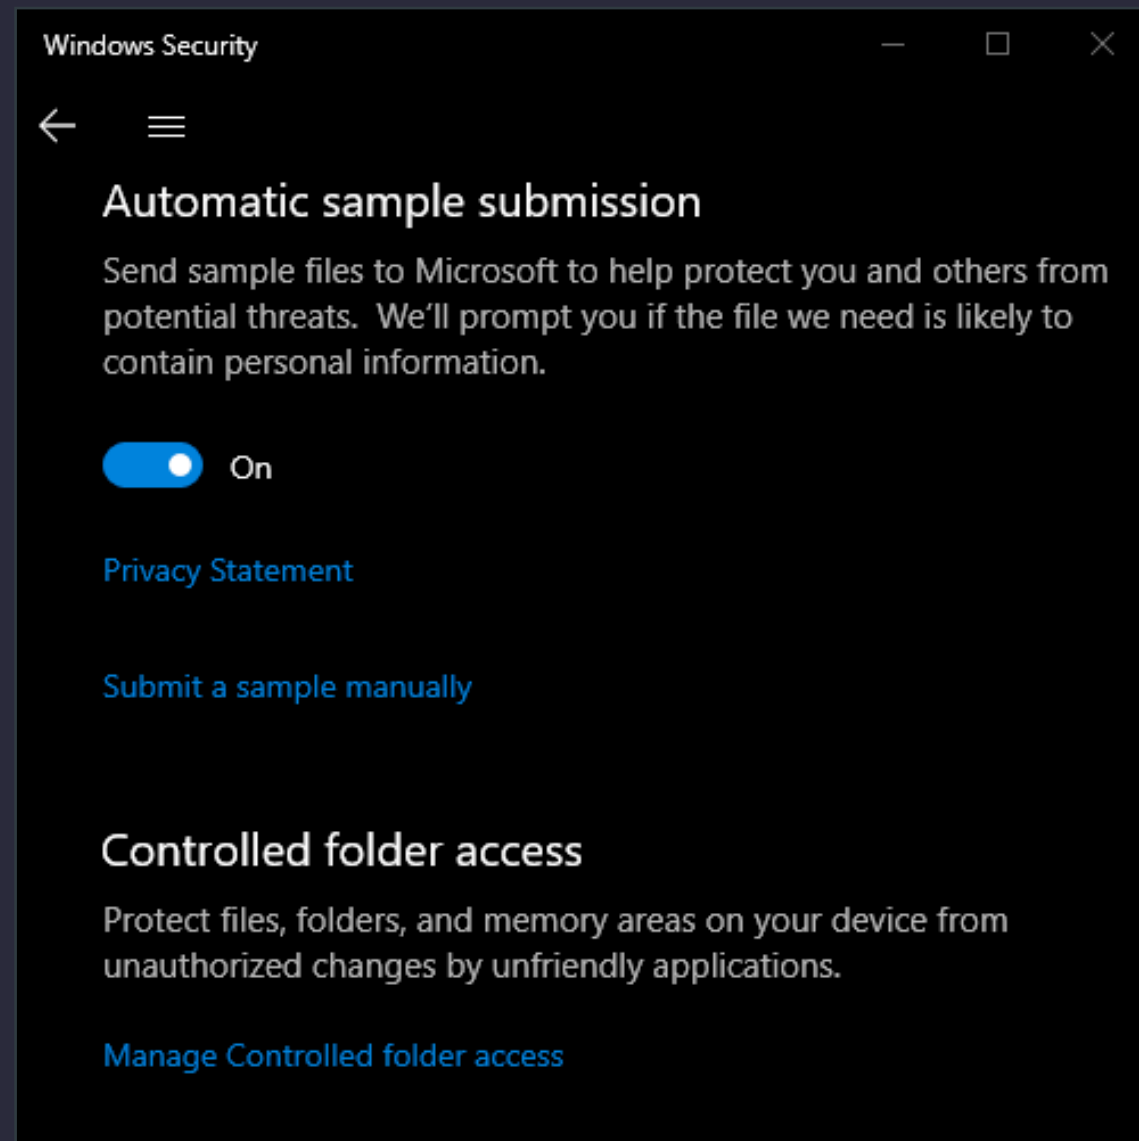 Windows Security
Automatic sample submission
Send sample files to Microsoft to help protect you and others from
potential threats.  We’ll prompt you if the file we need is likely to
contain personal information.
On
Privacy Statement
Submit a sample manually
Controlled folder access
Protect files, folders, and memory areas on your device from
unauthorized changes by unfriendly applications.
Manage Controlled folder access